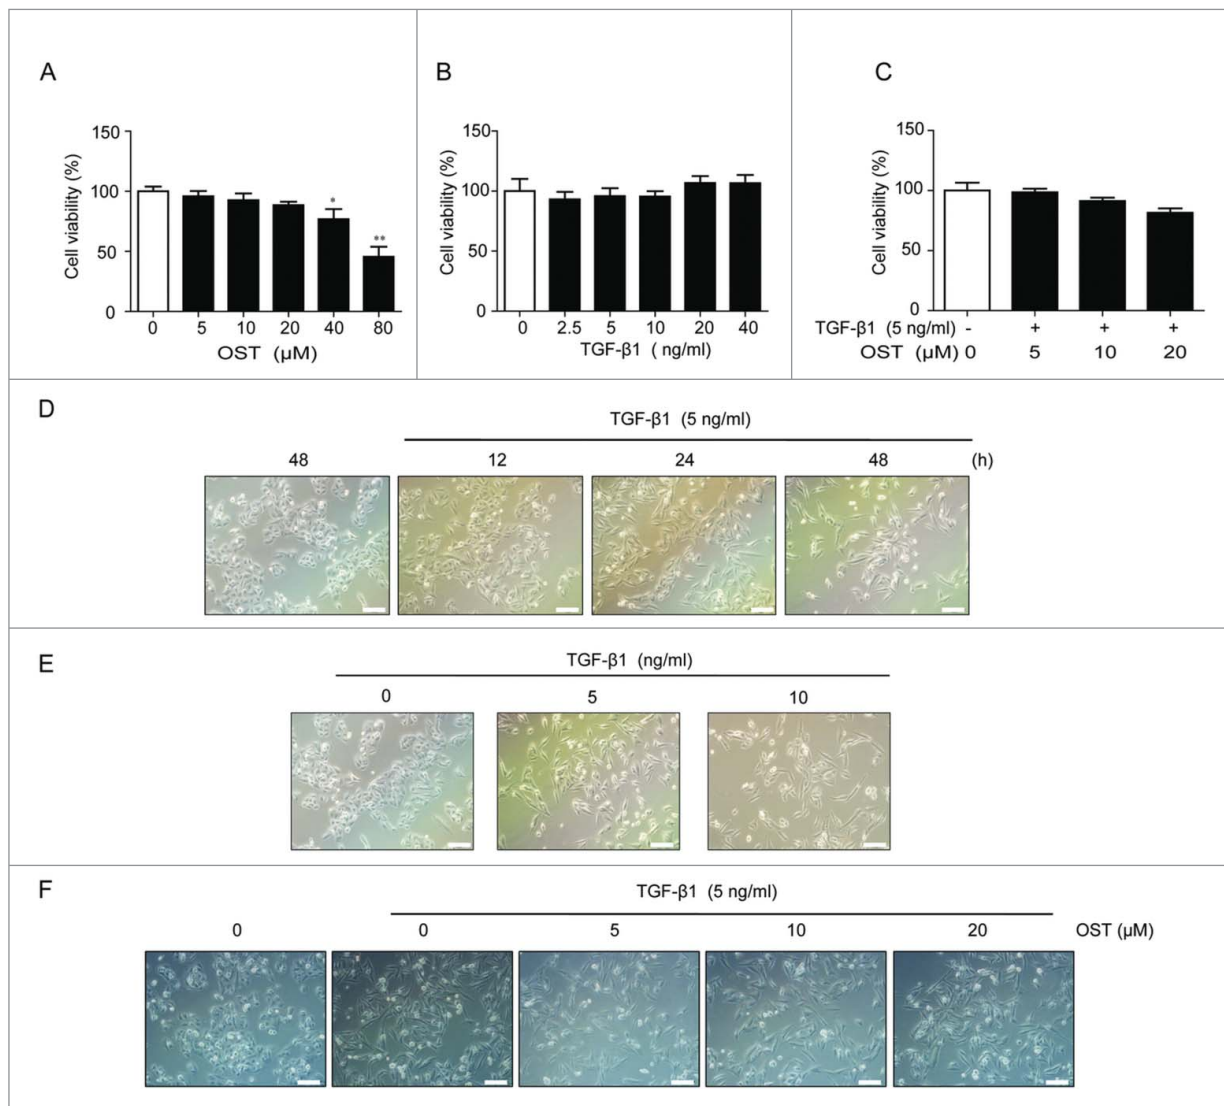 A
B
C
150
100
50
0
Cell viability (%)
*
**
0 5 10 20 40 80
OST (µM)
150
100
50
0
Cell viability (%)
0 2.5 5 10 20 40
TGF-β1 ( ng/ml)
150
100
50
0
Cell viability (%)
TGF-β1 (5 ng/ml) - + + +
OST (µM) 0 5 10 20
D
TGF-β1 (5 ng/ml)
48 12 24 48 (h)
E
TGF-β1 (ng/ml)
0 5 10
F
TGF-β1 (5 ng/ml)
0 0 5 10 20 OST (µM)